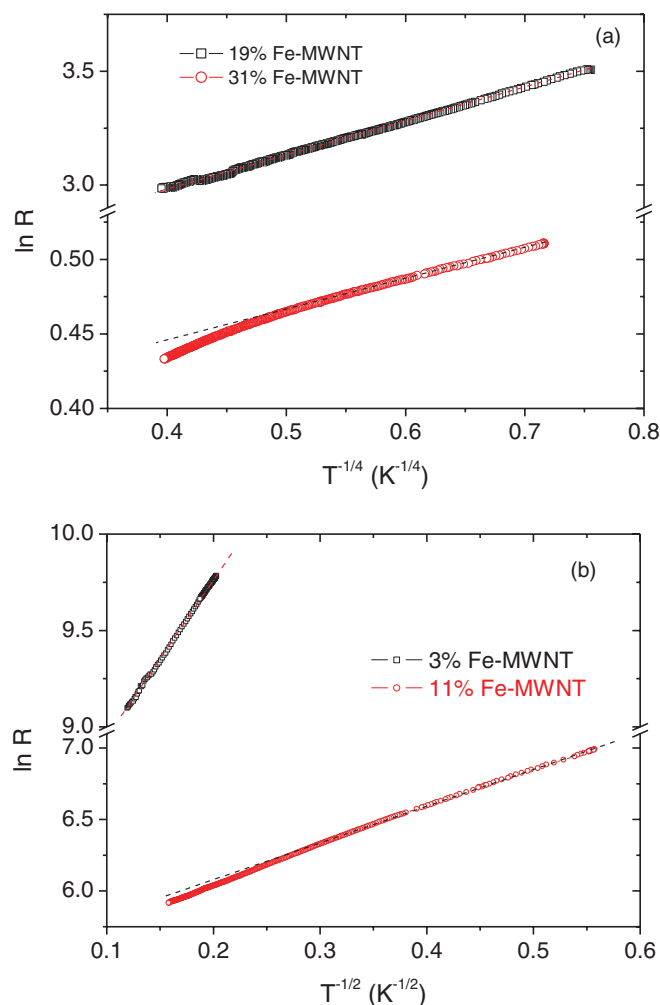 (a)
19% Fe-MWNT
31% Fe-MWNT
3.5
3.0
ln R
0.50
0.45
0.40
0.4 0.5 0.6 0.7 0.8
T^{-1/4} (K^{-1/4})
10.0
(b)
9.5
3% Fe-MWNT
11% Fe-MWNT
9.0
ln R
7.0
6.5
6.0
0.1 0.2 0.3 0.4 0.5 0.6
T^{-1/2} (K^{-1/2})